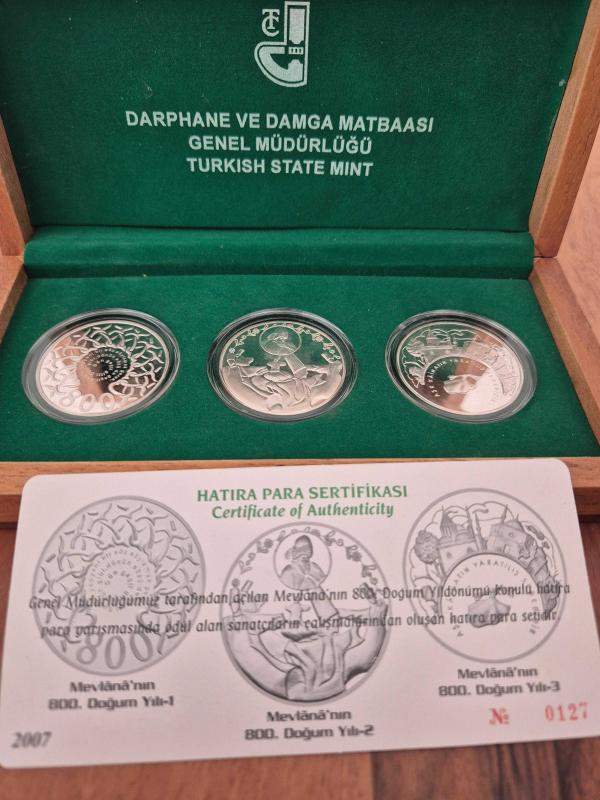 TC
DARPHANE VE DAMGA MATBAASI
GENEL MÜDÜRLÜĞÜ
TURKISH STATE MINT
800
HATIRA PARA SERTİFİKASI
Certificate of Authenticity
Genel Müdürlüğümüz tarafından açılan Mevlânâ'nın 800. Doğum Yıldönümü konulu hatıra
para yarışmasında ödül alan sanatçıların çalışmalarından oluşan hatıra para setidir.
800
Mevlânâ'nın
800. Doğum Yılı-1
Mevlânâ'nın
800. Doğum Yılı-2
Mevlânâ'nın
800. Doğum Yılı-3
2007
№ 0127